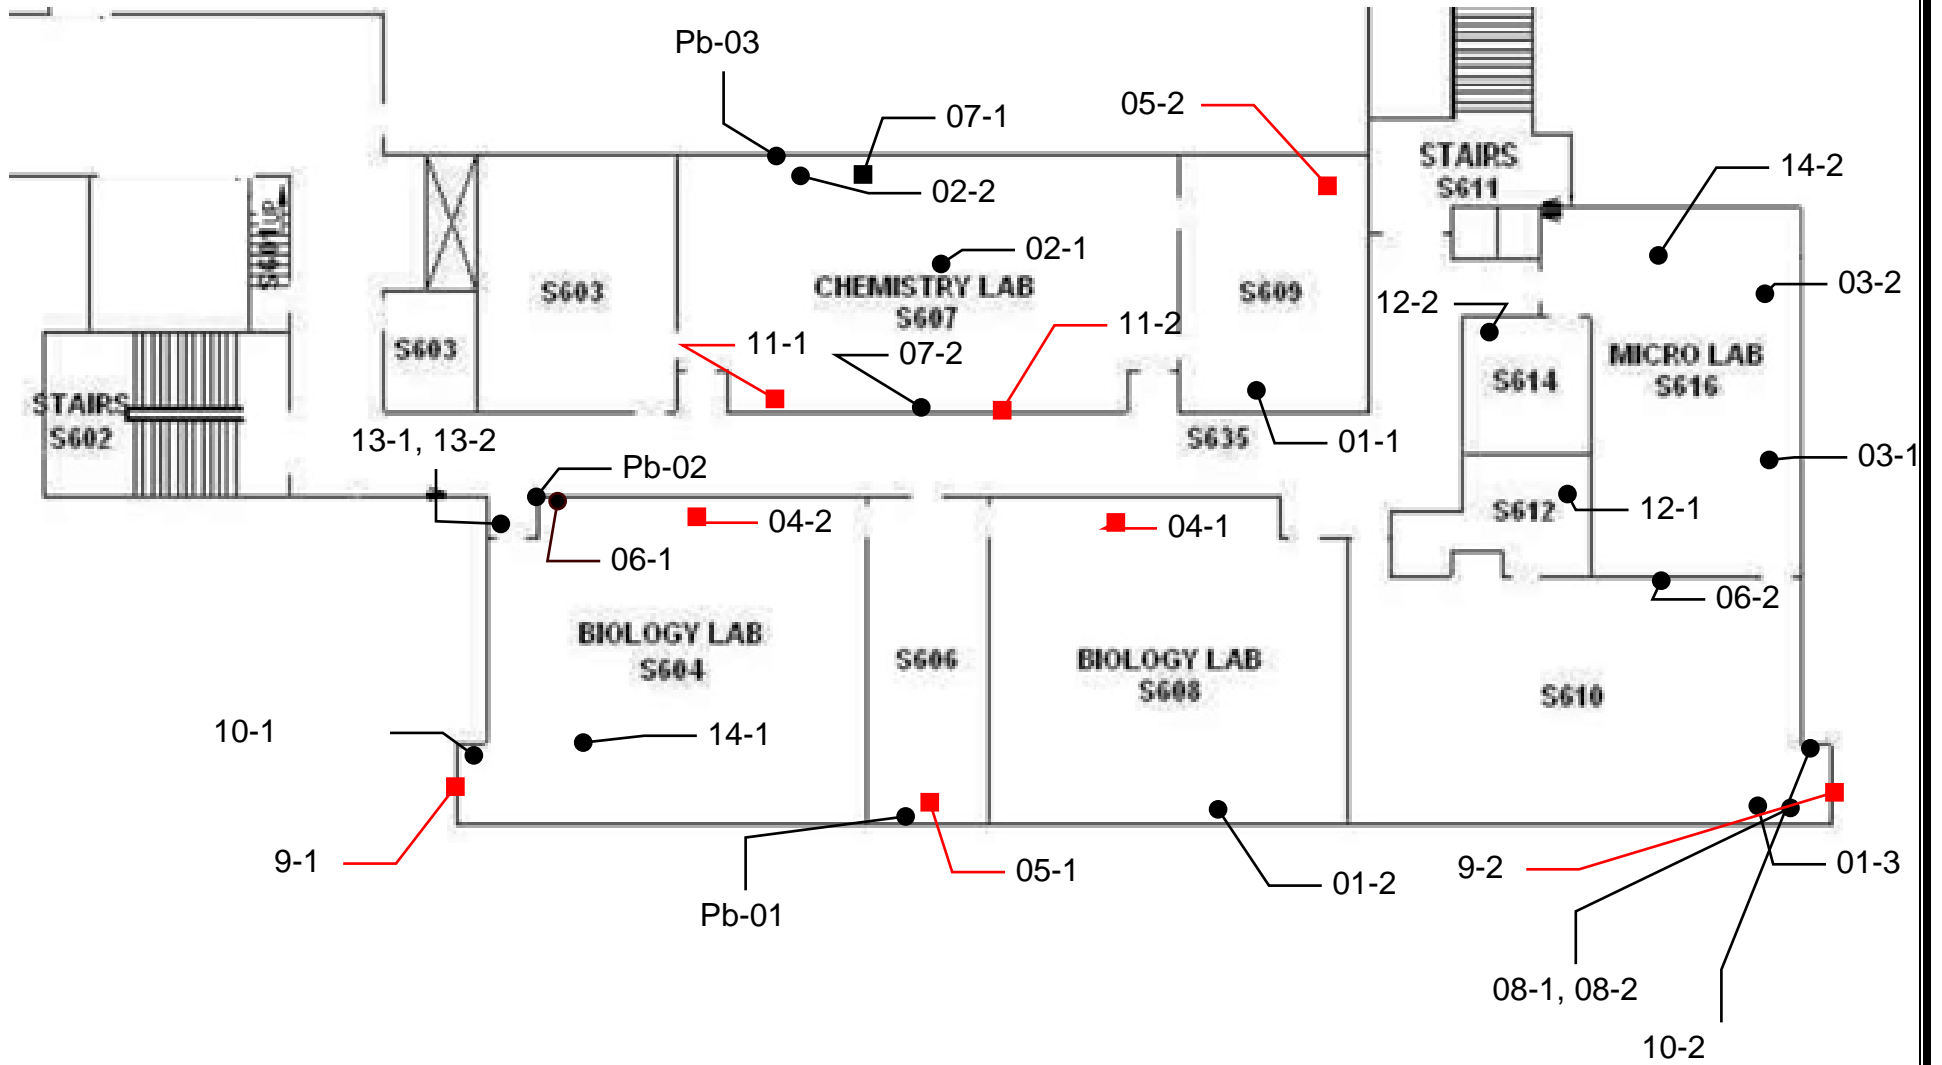 Pb-03
07-1
05-2
STAIRS
S611
14-2
02-2
S601
UP
02-1
03-2
CHEMISTRY LAB
S607
S603
S609
12-2
11-2
11-1
07-2
S603
MICRO LAB
S616
S614
STAIRS
S602
13-1, 13-2
S635
01-1
03-1
Pb-02
S612
12-1
04-2
04-1
06-1
06-2
BIOLOGY LAB
S604
S606
BIOLOGY LAB
S608
S610
10-1
14-1
9-1
05-1
01-2
9-2
01-3
Pb-01
08-1, 08-2
10-2